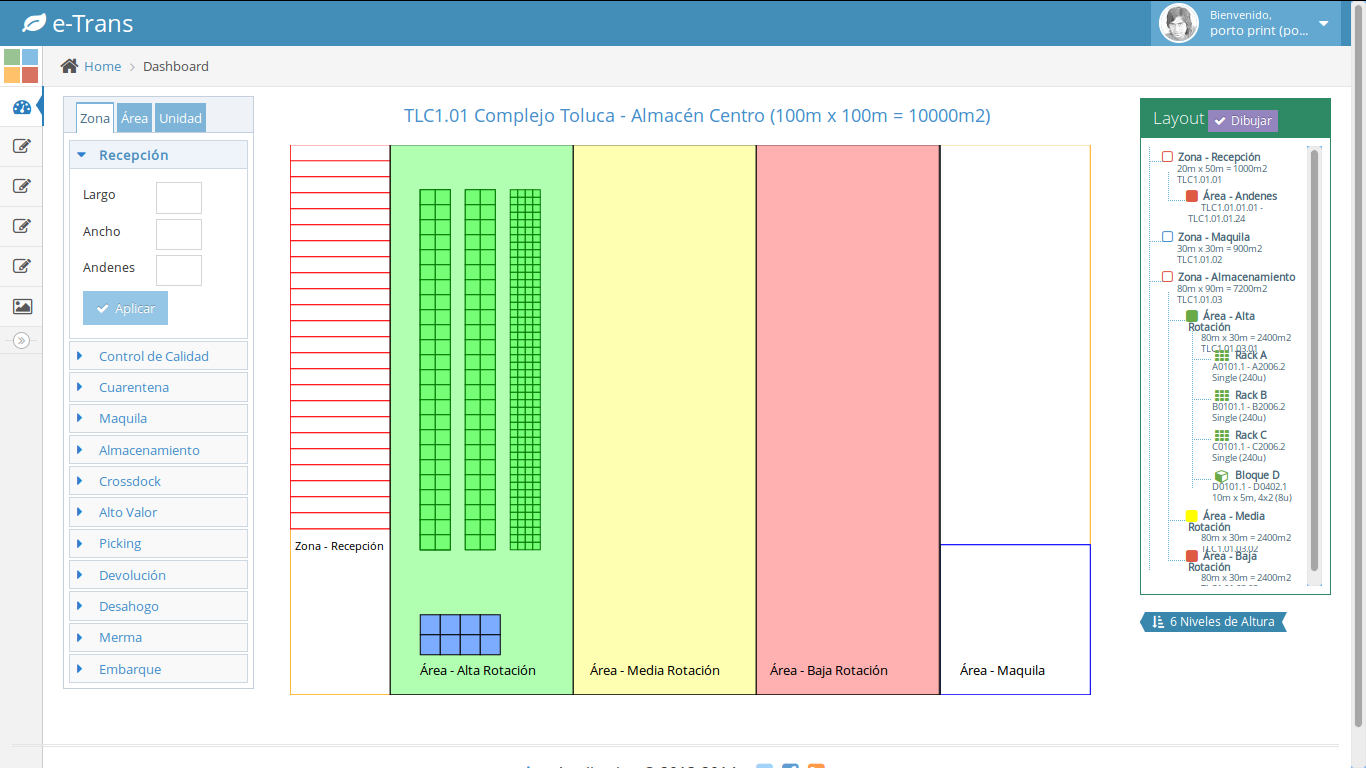 e-Trans
Bienvenido,
porto print (po...
Home
Dashboard
Zona
Área
Unidad
Recepción
Largo
Ancho
Andenes
Aplicar
Control de Calidad
Cuarentena
Maquila
Almacenamiento
Crossdock
Alto Valor
Picking
Devolución
Desahogo
Merma
Embarque
TLC1.01 Complejo Toluca - Almacén Centro (100m x 100m = 10000m2)
Zona - Recepción
Área - Alta Rotación
Área - Media Rotación
Área - Baja Rotación
Área - Maquila
Layout
Dibujar
Zona - Recepción
20m x 50m = 1000m2
TLC1.01.01
Área - Andenes
TLC1.01.01.01 -
TLC1.01.01.24
Zona - Maquila
30m x 30m = 900m2
TLC1.01.02
Zona - Almacenamiento
80m x 90m = 7200m2
TLC1.01.03
Área - Alta
Rotación
80m x 30m = 2400m2
TLC1.01.03.01
Rack A
A0101.1 - A2006.2
Single (240u)
Rack B
B0101.1 - B2006.2
Single (240u)
Rack C
C0101.1 - C2006.2
Single (240u)
Bloque D
D0101.1 - D0402.1
10m x 5m, 4x2 (8u)
Área - Media
Rotación
80m x 30m = 2400m2
TLC1.01.03.02
Área - Baja
Rotación
80m x 30m = 2400m2
6 Niveles de Altura